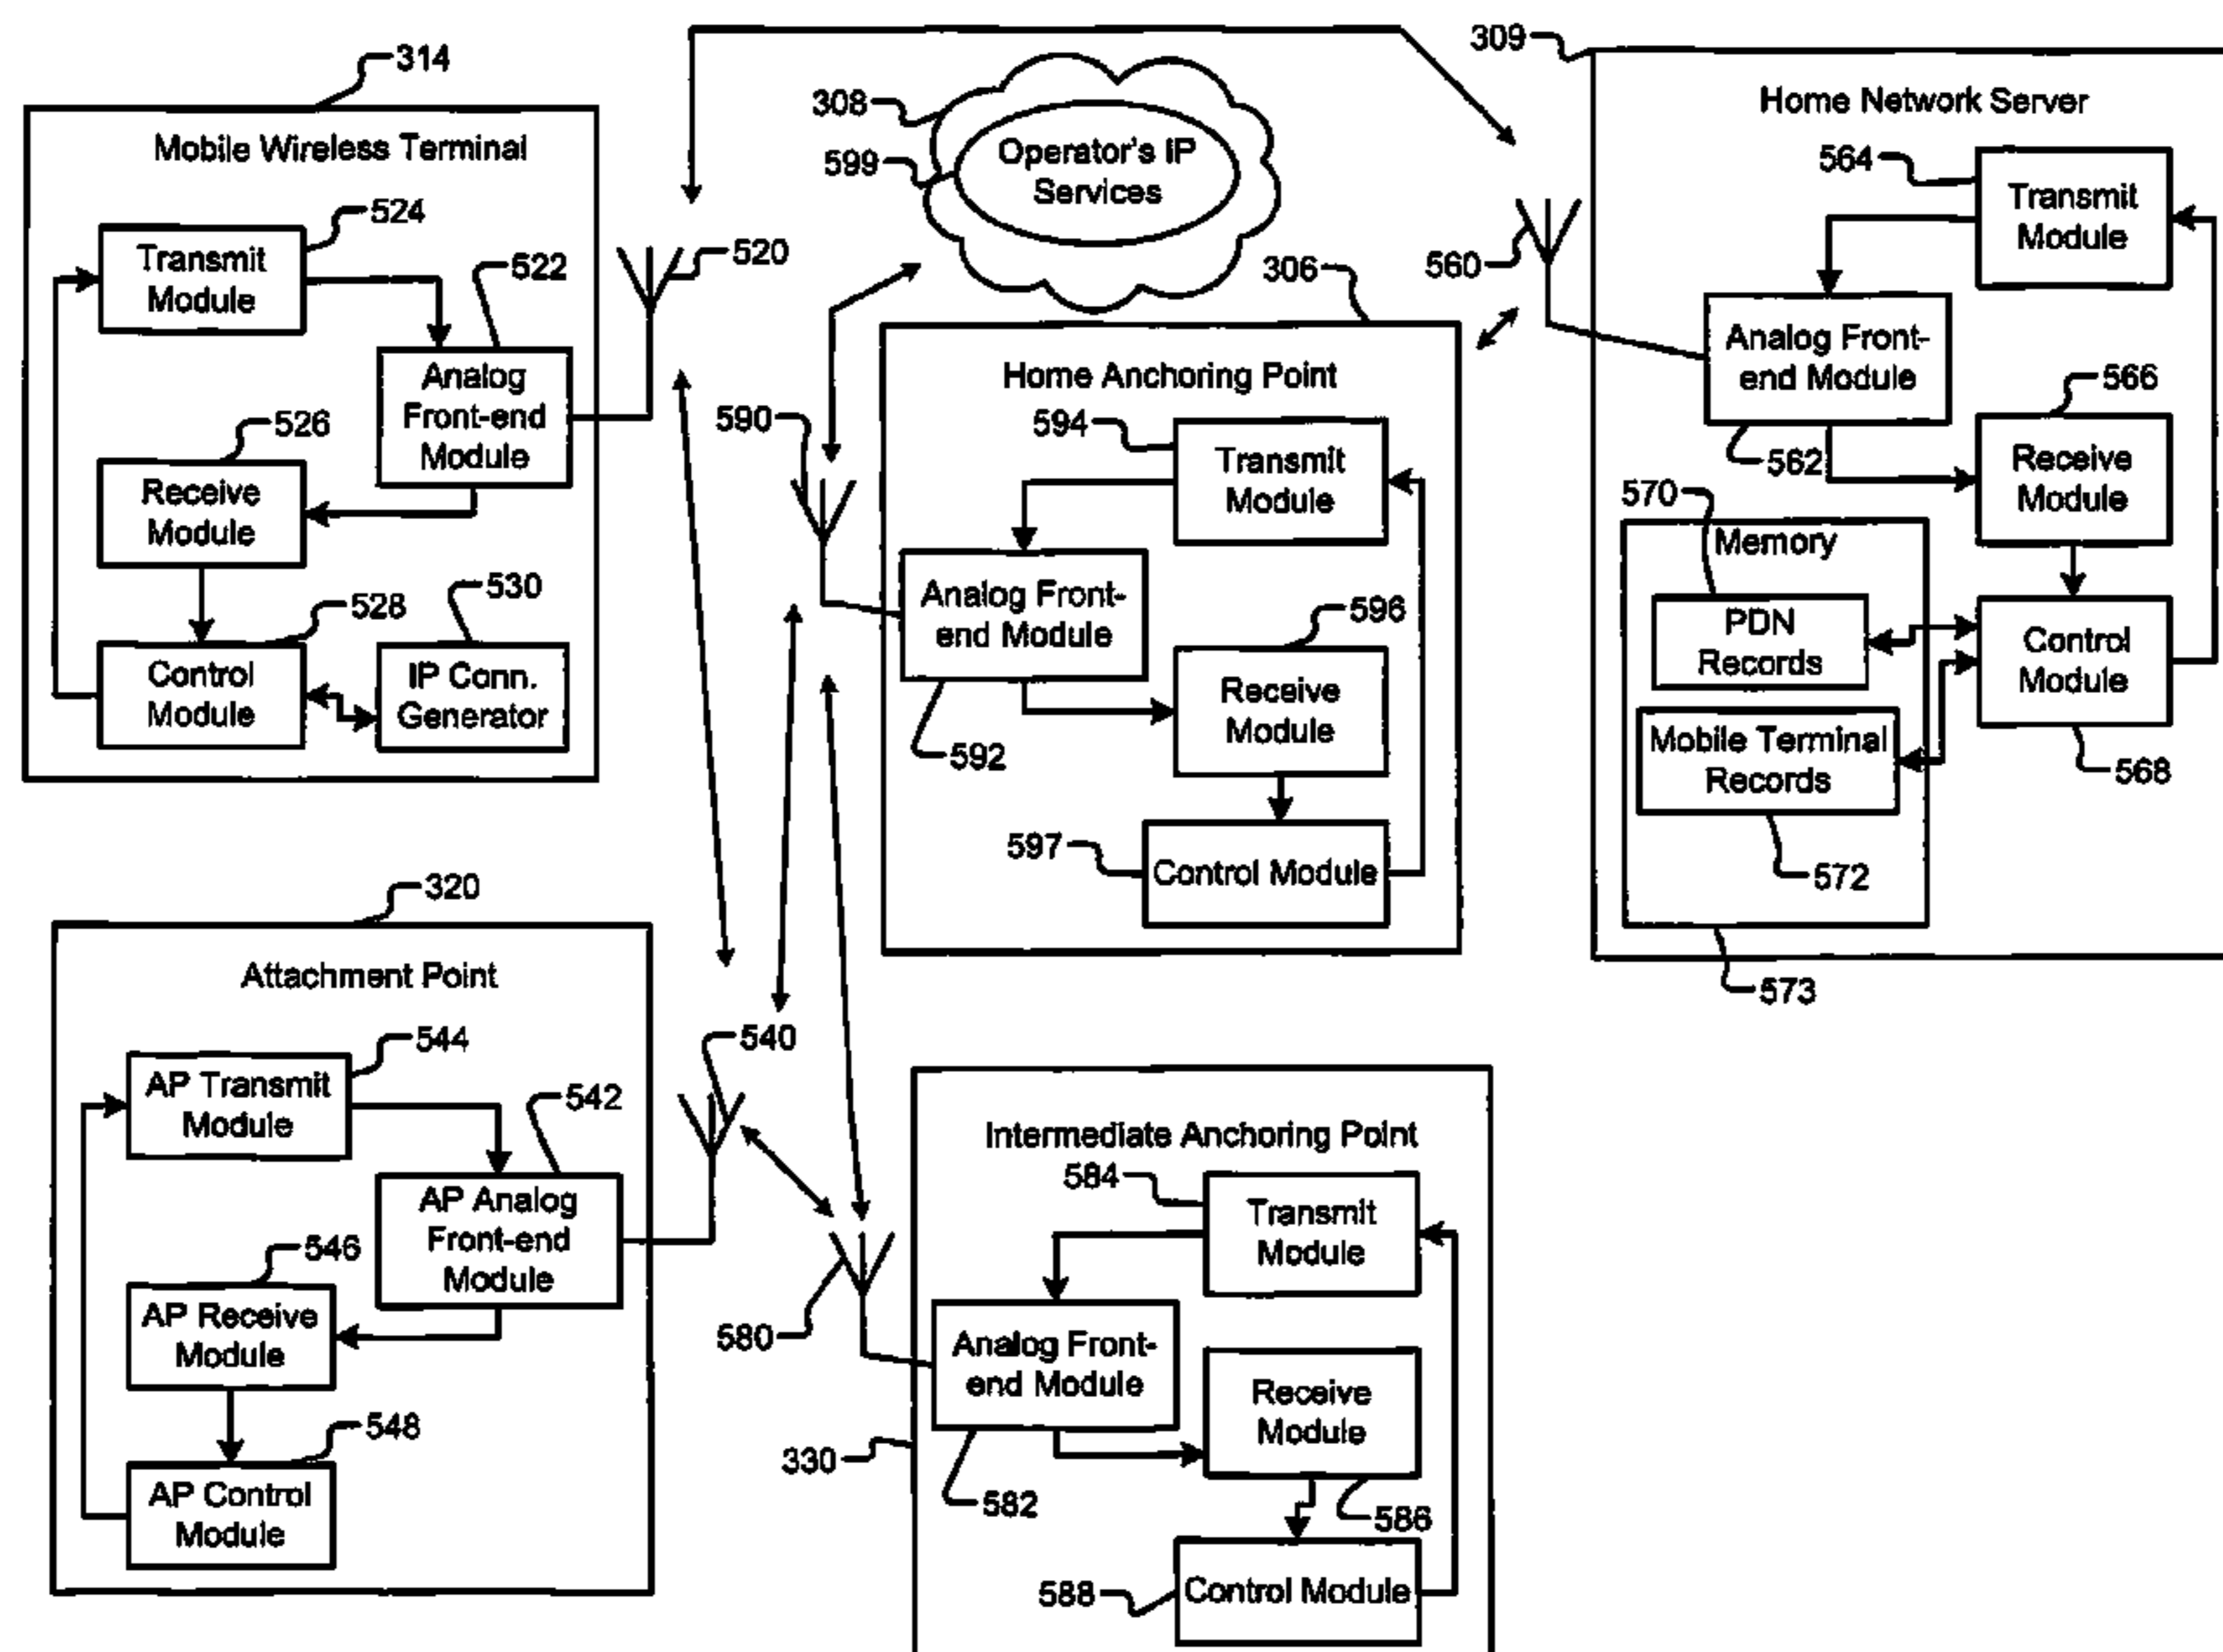 314
Mobile Wireless Terminal
524
Transmit
Module
522
Analog
Front-end
Module
520
526
Receive
Module
528
Control
Module
530
IP Conn.
Generator
308
599
Operator's IP
Services
306
Home Anchoring Point
590
594
Transmit
Module
Analog Front-
end Module
592
596
Receive
Module
597
Control Module
309
Home Network Server
560
564
Transmit
Module
Analog Front-
end Module
562
566
Receive
Module
570
Memory
PDN
Records
Mobile Terminal
Records
572
573
Control
Module
568
320
Attachment Point
544
AP Transmit
Module
542
AP Analog
Front-end
Module
540
546
AP Receive
Module
548
AP Control
Module
330
Intermediate Anchoring Point
580
584
Transmit
Module
Analog Front-
end Module
582
Receive
Module
586
588
Control Module